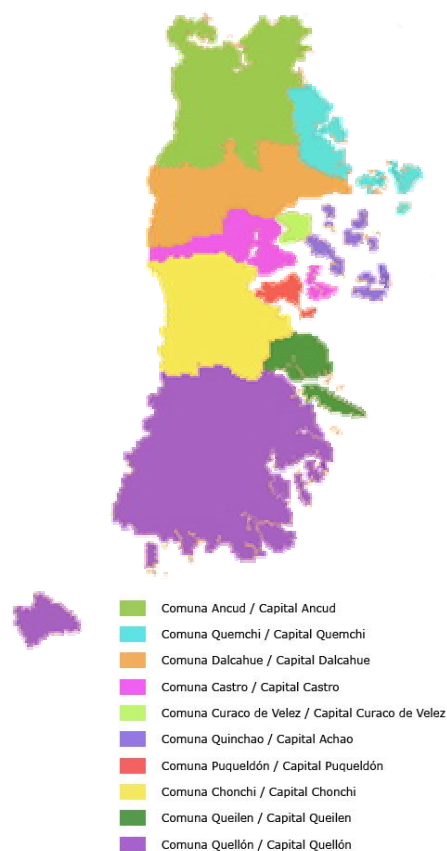 Comuna Ancud / Capital Ancud
Comuna Quemchi / Capital Quemchi
Comuna Dalcahue / Capital Dalcahue
Comuna Castro / Capital Castro
Comuna Curaco de Velez / Capital Curaco de Velez
Comuna Quinchao / Capital Achao
Comuna Puqueldón / Capital Puqueldón
Comuna Chonchi / Capital Chonchi
Comuna Queilen / Capital Queilen
Comuna Quellón / Capital Quellón